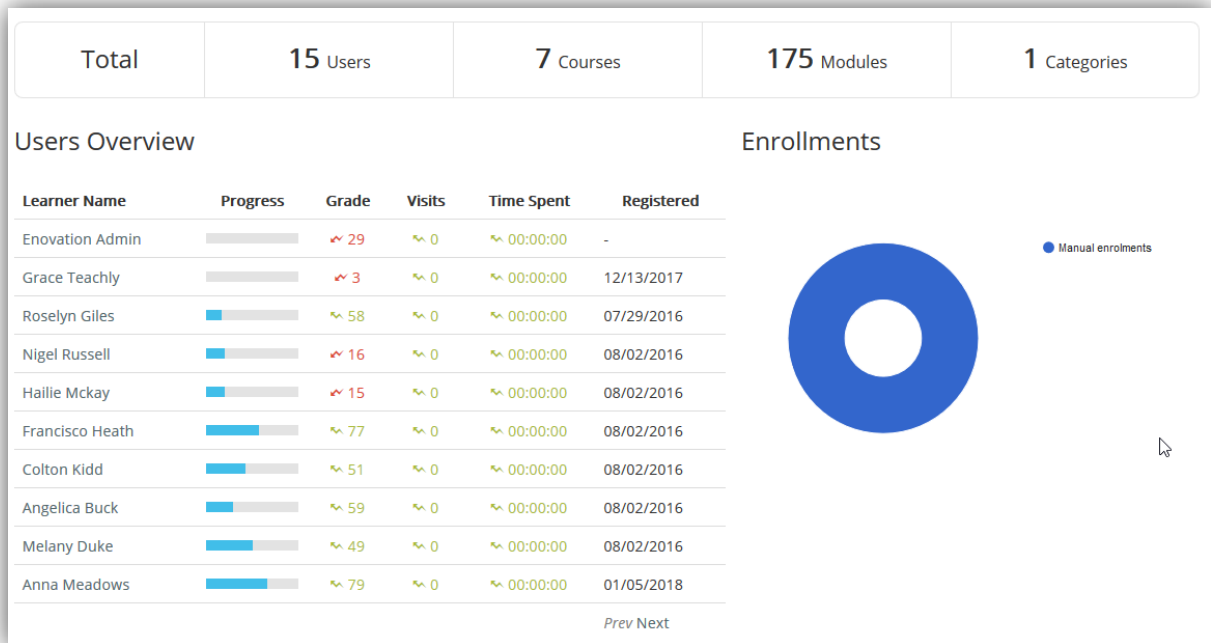 Total 15 Users 7 Courses 175 Modules 1 Categories
Users Overview
Enrollments
Learner Name Progress Grade Visits Time Spent Registered
Enovation Admin 29 0 00:00:00 -
Grace Teachly 3 0 00:00:00 12/13/2017
Roselyn Giles 58 0 00:00:00 07/29/2016
Nigel Russell 16 0 00:00:00 08/02/2016
Hailie Mckay 15 0 00:00:00 08/02/2016
Francisco Heath 77 0 00:00:00 08/02/2016
Colton Kidd 51 0 00:00:00 08/02/2016
Angelica Buck 59 0 00:00:00 08/02/2016
Melany Duke 49 0 00:00:00 08/02/2016
Anna Meadows 79 0 00:00:00 01/05/2018
Prev Next
Manual enrolments